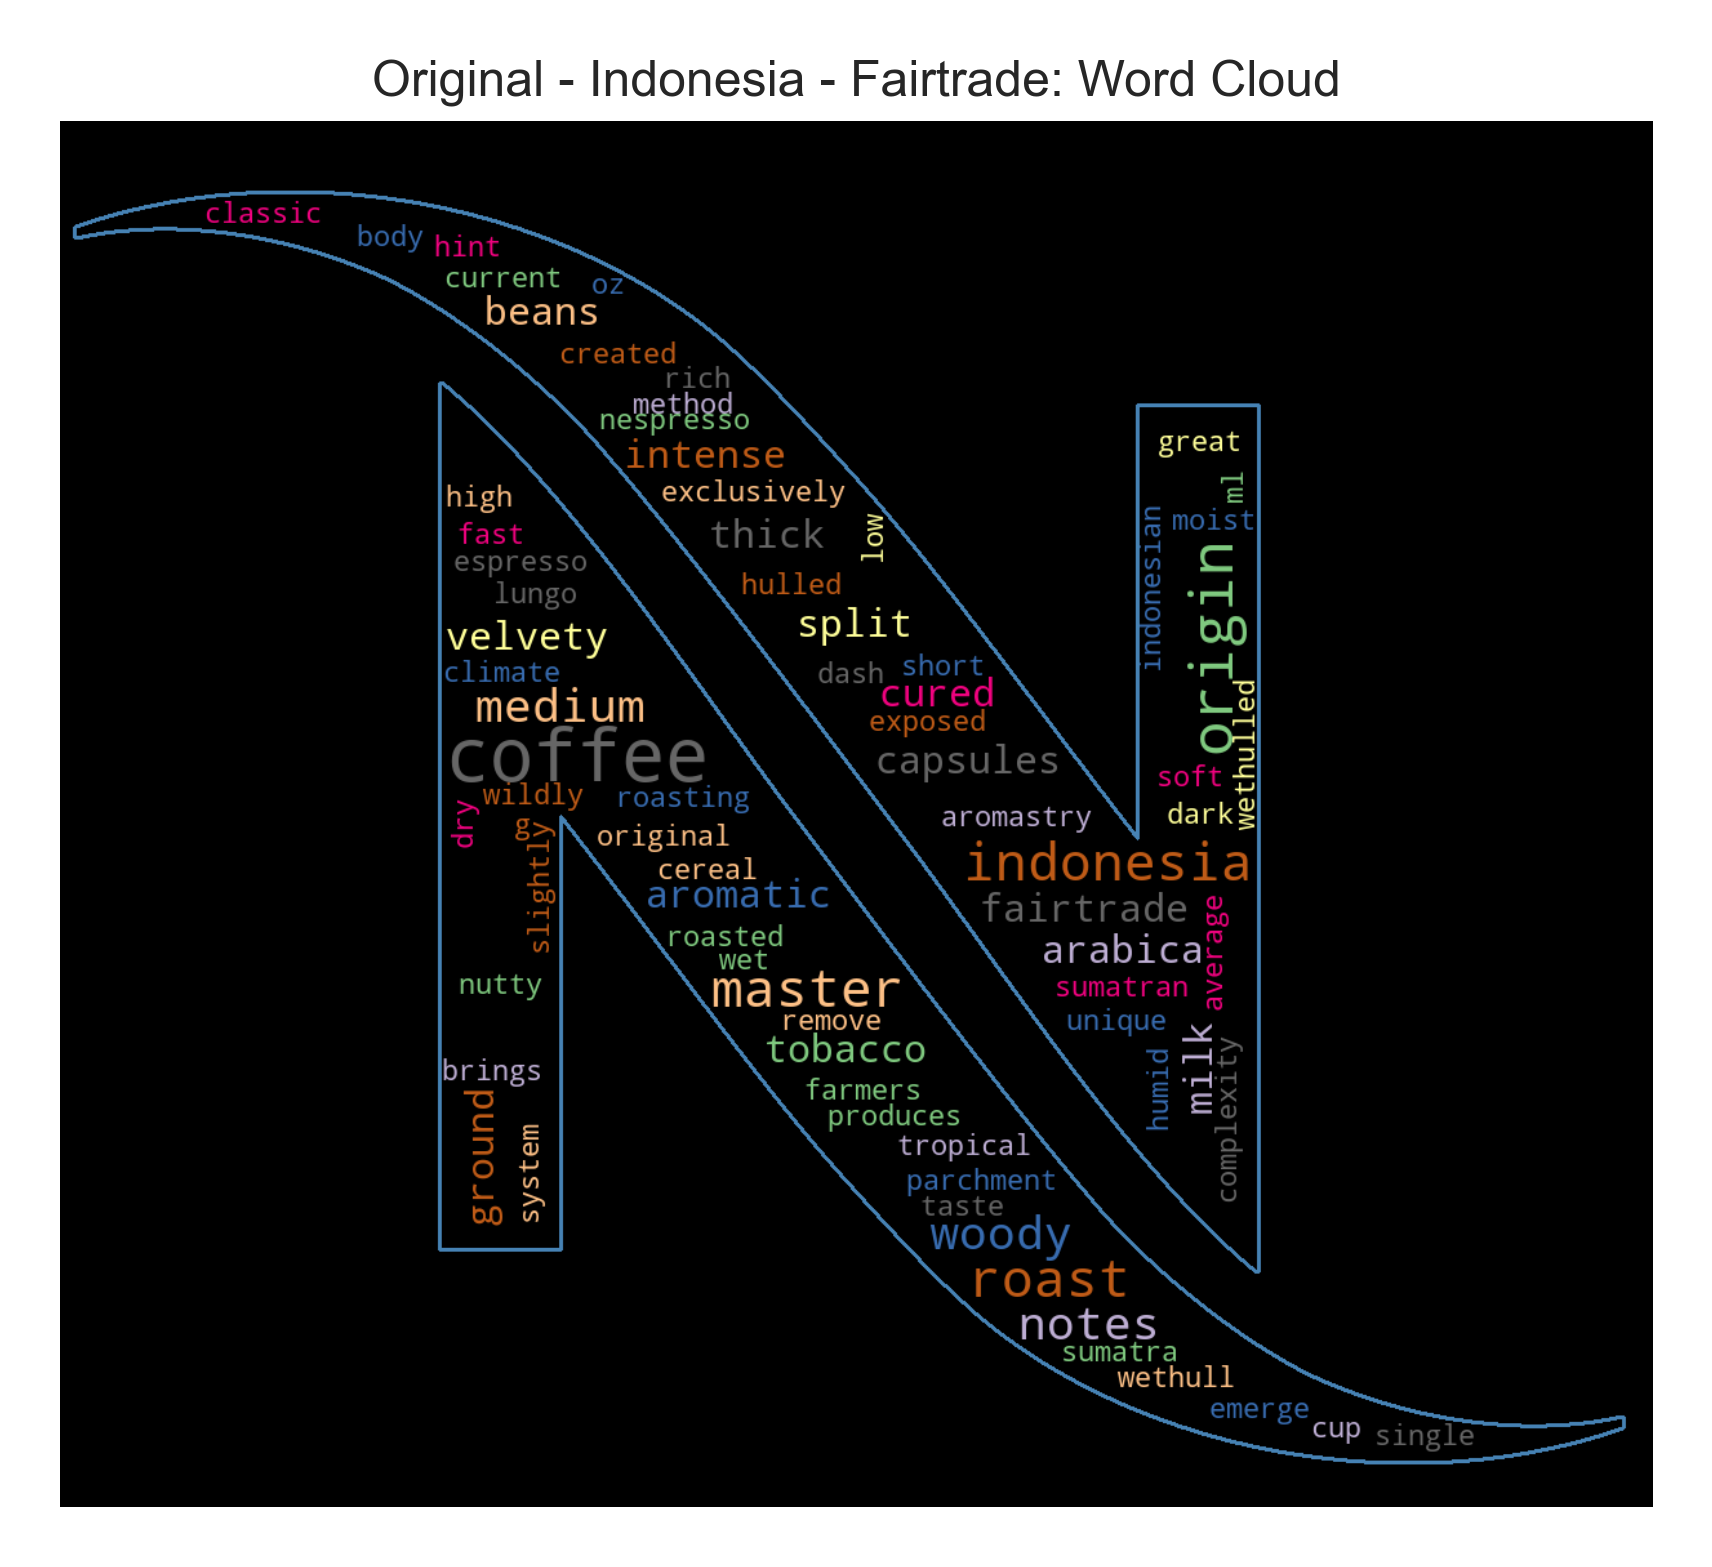 Original - Indonesia - Fairtrade: Word Cloud
classic
body
hint
current
oz
beans
created
rich
method
nespresso
intense
exclusively
thick
low
hulled
split
dash
short
cured
exposed
capsules
aromastry
great
ml
moist
indonesian
origin
wethulled
soft
dark
indonesia
fairtrade
arabica
average
sumatran
unique
humid
milk
complexity
high
fast
espresso
lungo
velvety
climate
medium
coffee
wildly
roasting
dry
g
slightly
original
cereal
aromatic
roasted
wet
nutty
master
remove
tobacco
brings
ground
system
farmers
produces
tropical
parchment
taste
woody
roast
notes
sumatra
wethull
emerge
cup
single